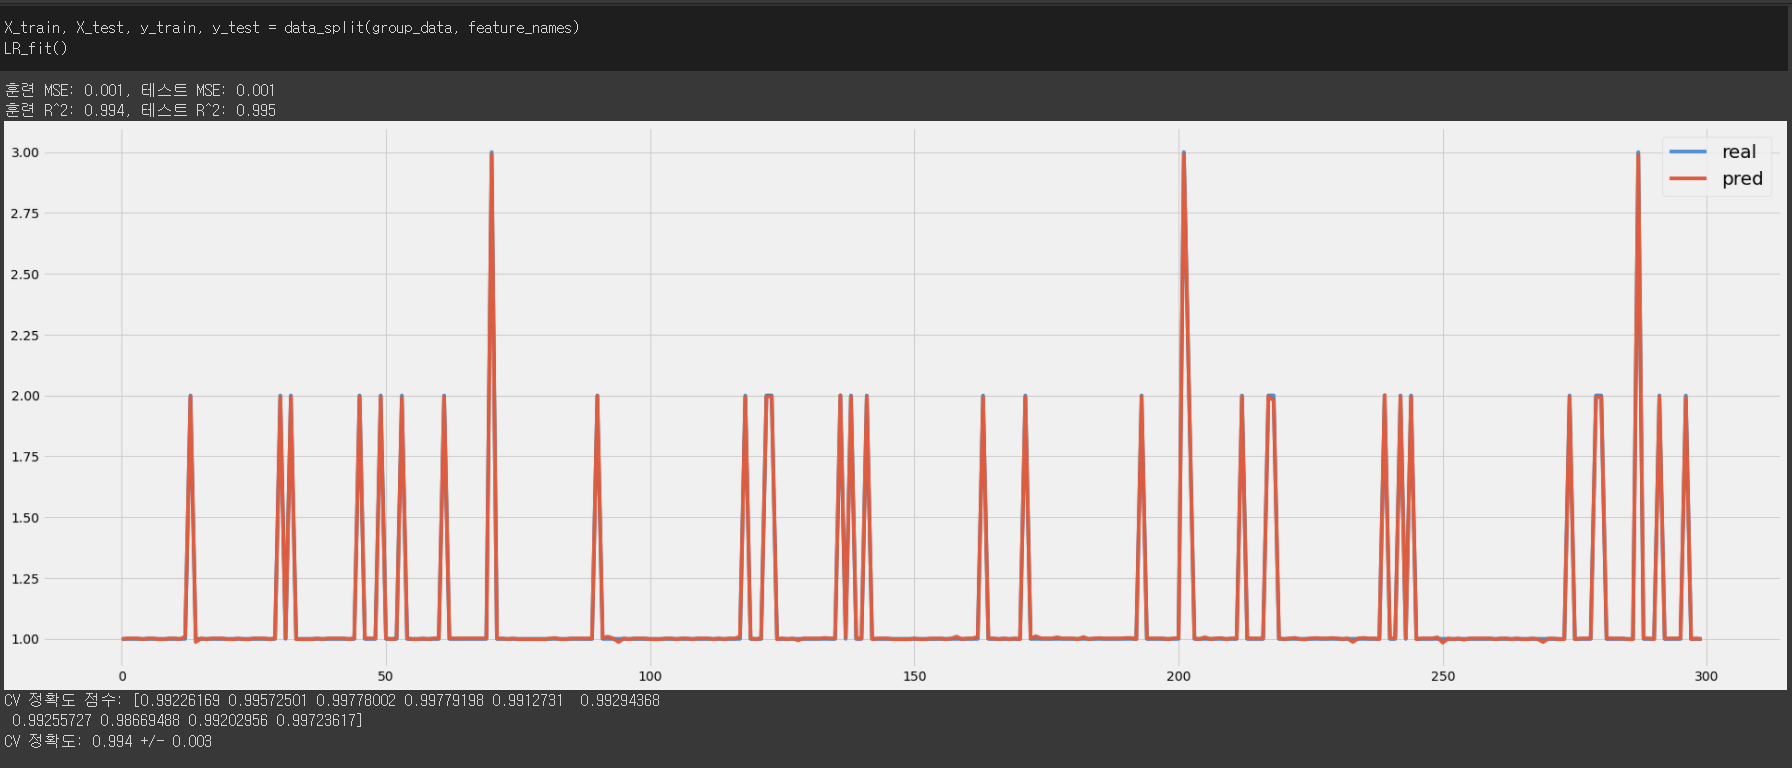 X_train, X_test, y_train, y_test = data_split(group_data, feature_names)
LR_fit()
훈련 MSE: 0.001, 테스트 MSE: 0.001
훈련 R^2: 0.994, 테스트 R^2: 0.995
3.00
2.75
2.50
2.25
2.00
1.75
1.50
1.25
1.00
real
pred
0 50 100 150 200 250 300
CV 정확도 점수: [0.99226169 0.99572501 0.99778002 0.99779198 0.9912731  0.99294368
 0.99255727 0.98669488 0.99202956 0.99723617]
CV 정확도: 0.994 +/- 0.003